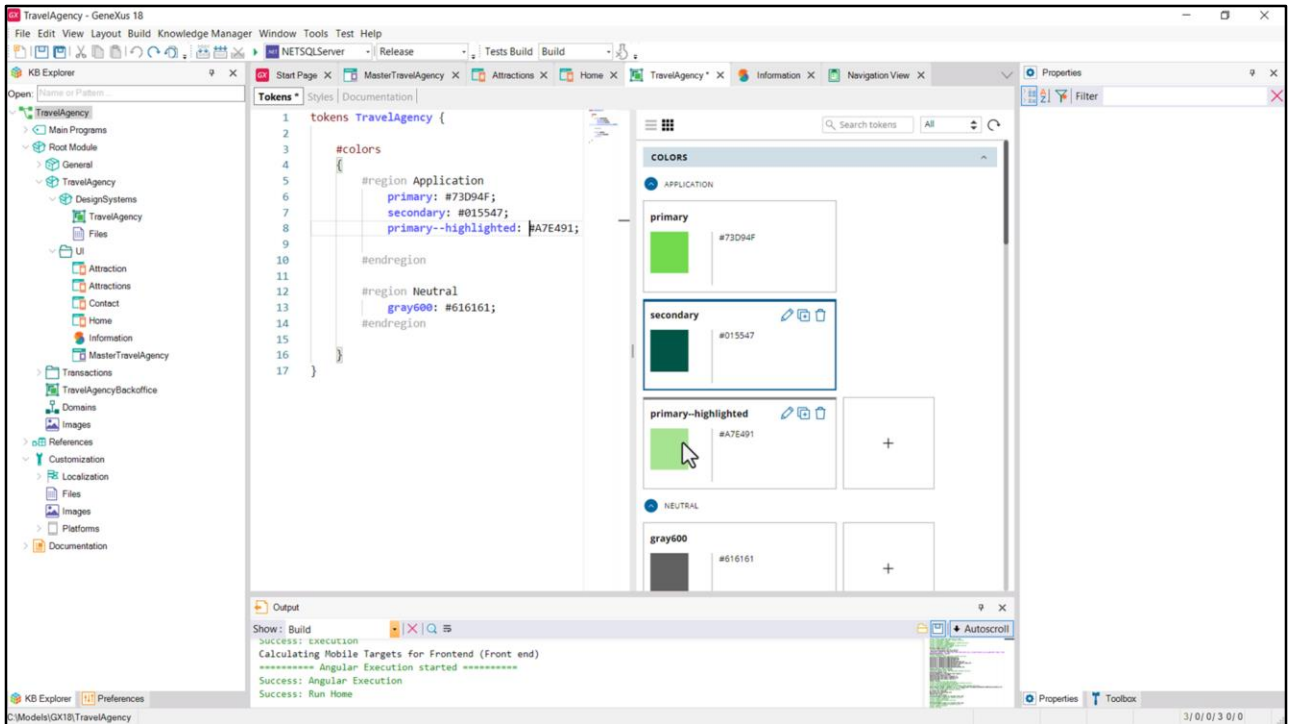 GX TravelAgency - GeneXus 18
File Edit View Layout Build Knowledge Manager Window Tools Test Help
NETSQLServer Release Tests Build Build
KB Explorer
Open: Name or Pattern...
TravelAgency
Main Programs
Root Module
General
TravelAgency
DesignSystems
TravelAgency
Files
UI
Attraction
Attractions
Contact
Home
Information
MasterTravelAgency
Transactions
TravelAgencyBackoffice
Domains
Images
References
Customization
Localization
Files
Images
Platforms
Documentation
KB Explorer Preferences
C:\Models\GX18\TravelAgency
GX Start Page X MasterTravelAgency X Attractions X Home X TravelAgency * X Information X Navigation View X
Tokens * Styles Documentation
1 tokens TravelAgency {
2
3 #colors
4 {
5 #region Application
6 primary: #73D94F;
7 secondary: #015547;
8 primary--highlighted: #A7E491;
9
10 #endregion
11
12 #region Neutral
13 gray600: #616161;
14 #endregion
15
16 }
17 }
Search tokens All
COLORS
APPLICATION
primary
#73D94F
secondary
#015547
primary--highlighted
#A7E491
+
NEUTRAL
gray600
#616161
+
Output
Show: Build Autoscroll
Success: Execution
Calculating Mobile Targets for Frontend (Front end)
========== Angular Execution started ==========
Success: Angular Execution
Success: Run Home
Properties
Filter
Properties Toolbox
3/0/0/3 0/0